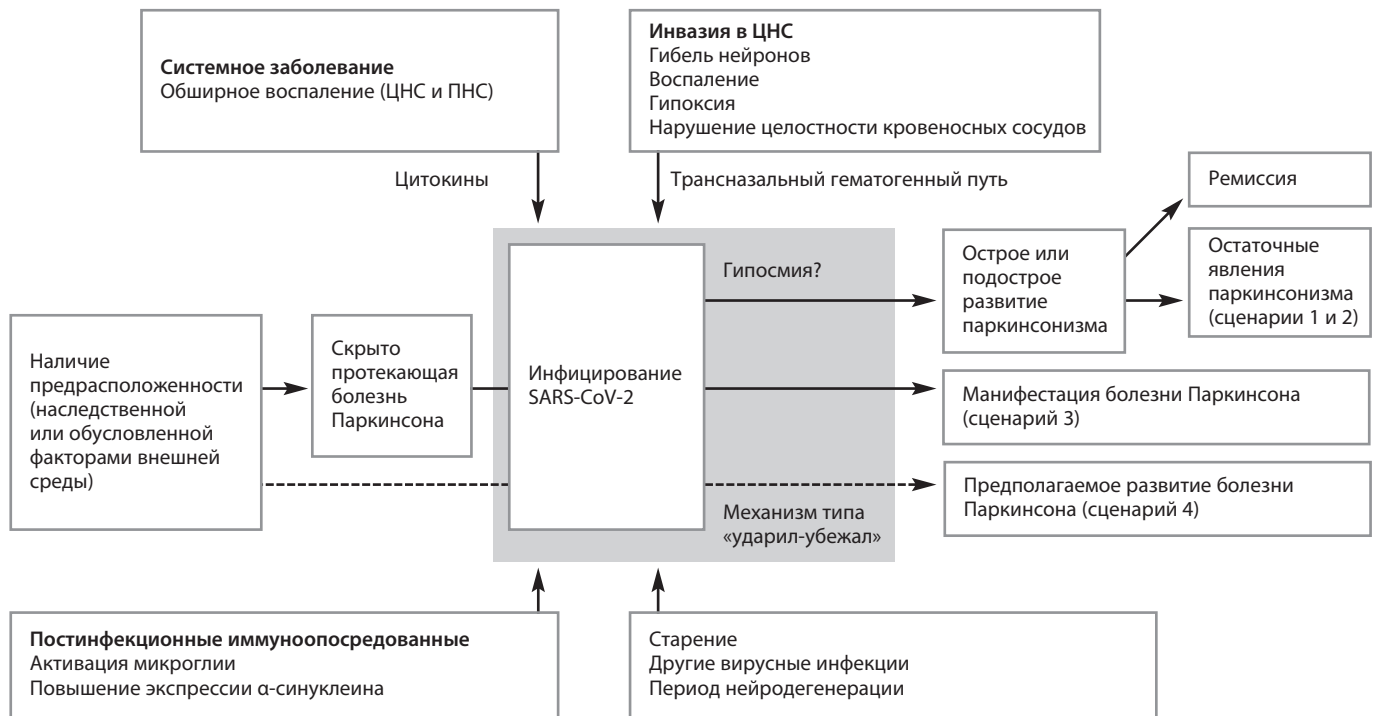 Системное заболевание
Обширное воспаление (ЦНС и ПНС)
Инвазия в ЦНС
Гибель нейронов
Воспаление
Гипоксия
Нарушение целостности кровеносных сосудов
Цитокины
Трансназальный гематогенный путь
Ремиссия
Гипосмия?
Острое или
подострое
развитие
паркинсонизма
Остаточные
явления
паркинсонизма
(сценарии 1 и 2)
Наличие
предрасположенности
(наследственной
или обусловленной
факторами внешней
среды)
Скрыто
протекающая
болезнь
Паркинсона
Инфицирование
SARS-CoV-2
Манифестация болезни Паркинсона
(сценарий 3)
Механизм типа
«ударил-убежал»
Предполагаемое развитие болезни
Паркинсона (сценарий 4)
Постинфекционные иммуноопосредованные
Активация микроглии
Повышение экспрессии α-синуклеина
Старение
Другие вирусные инфекции
Период нейродегенерации